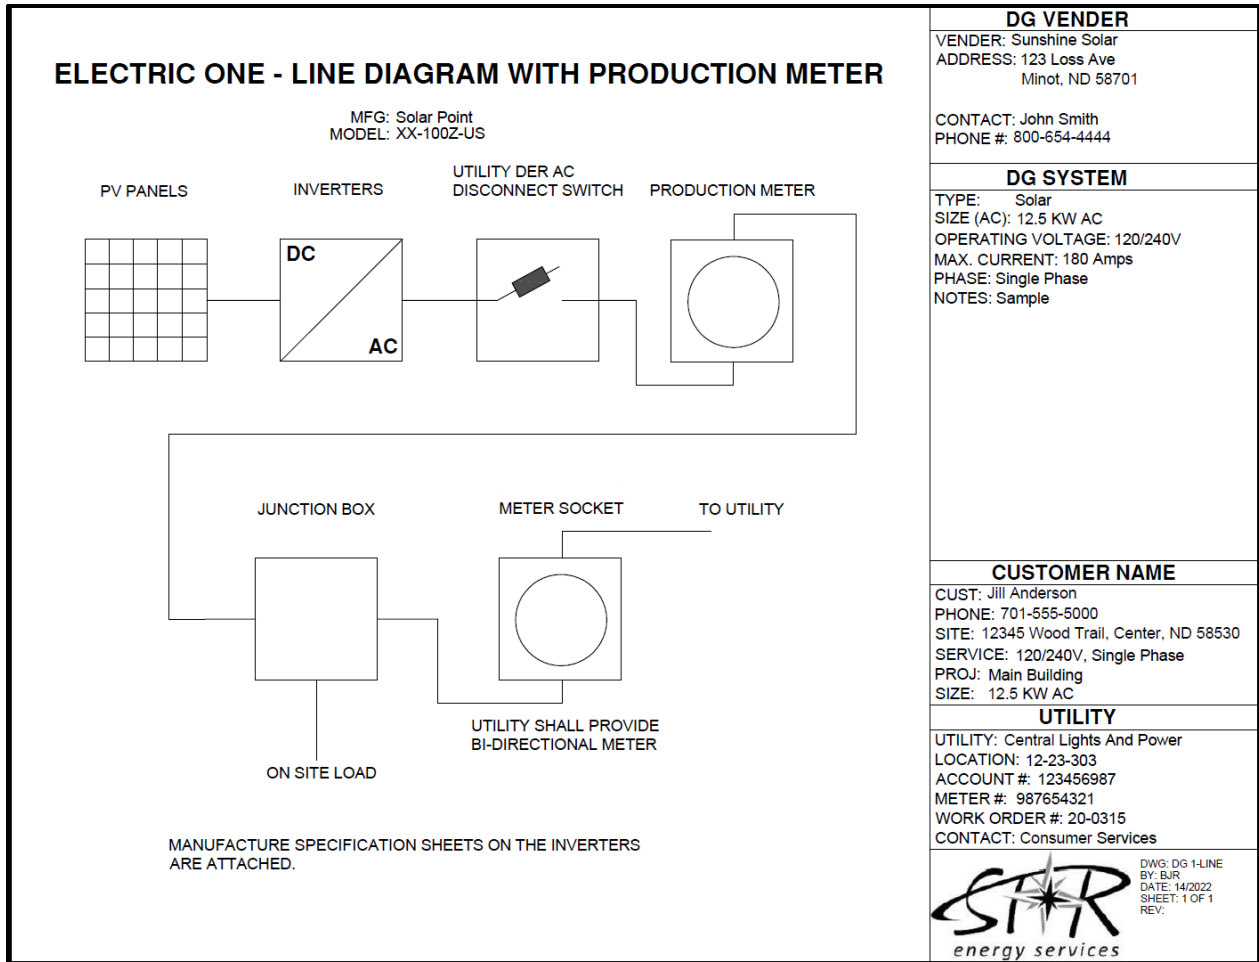 ELECTRIC ONE - LINE DIAGRAM WITH PRODUCTION METER
MFG: Solar Point
MODEL: XX-100Z-US
PV PANELS
INVERTERS
UTILITY DER AC
DISCONNECT SWITCH
PRODUCTION METER
DC
AC
JUNCTION BOX
METER SOCKET
TO UTILITY
UTILITY SHALL PROVIDE
BI-DIRECTIONAL METER
ON SITE LOAD
MANUFACTURE SPECIFICATION SHEETS ON THE INVERTERS
ARE ATTACHED.
DG VENDER
VENDER: Sunshine Solar
ADDRESS: 123 Loss Ave
Minot, ND 58701
CONTACT: John Smith
PHONE #: 800-654-4444
DG SYSTEM
TYPE: Solar
SIZE (AC): 12.5 KW AC
OPERATING VOLTAGE: 120/240V
MAX. CURRENT: 180 Amps
PHASE: Single Phase
NOTES: Sample
CUSTOMER NAME
CUST: Jill Anderson
PHONE: 701-555-5000
SITE: 12345 Wood Trail, Center, ND 58530
SERVICE: 120/240V, Single Phase
PROJ: Main Building
SIZE: 12.5 KW AC
UTILITY
UTILITY: Central Lights And Power
LOCATION: 12-23-303
ACCOUNT #: 123456987
METER #: 987654321
WORK ORDER #: 20-0315
CONTACT: Consumer Services
STAR
energy services
DWG: DG 1-LINE
BY: BJR
DATE: 14/2022
SHEET: 1 OF 1
REV: